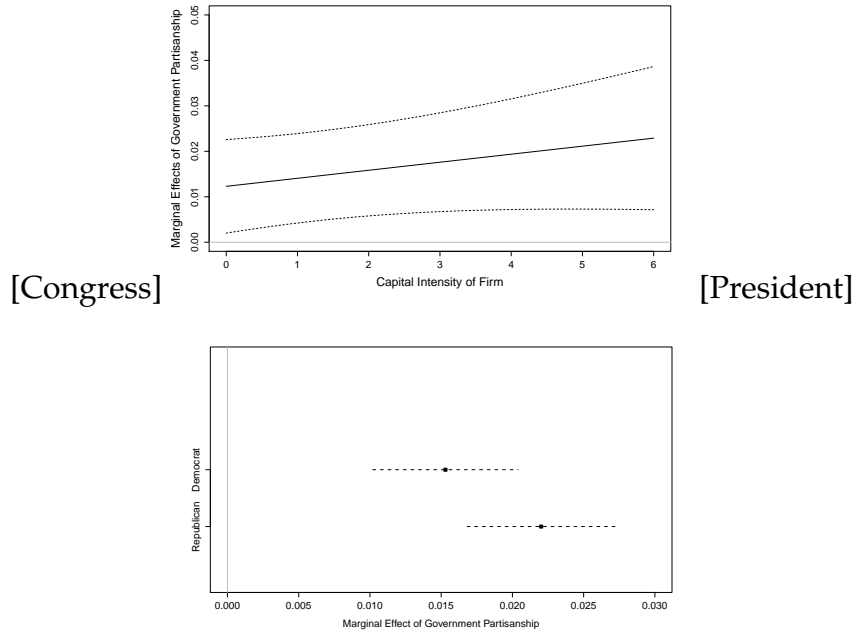 Marginal Effects of Government Partisanship
0.05
0.04
0.03
0.02
0.01
0.00
0 1 2 3 4 5 6
Capital Intensity of Firm
[Congress]
[President]
Democrat
Republican
0.000 0.005 0.010 0.015 0.020 0.025 0.030
Marginal Effect of Government Partisanship